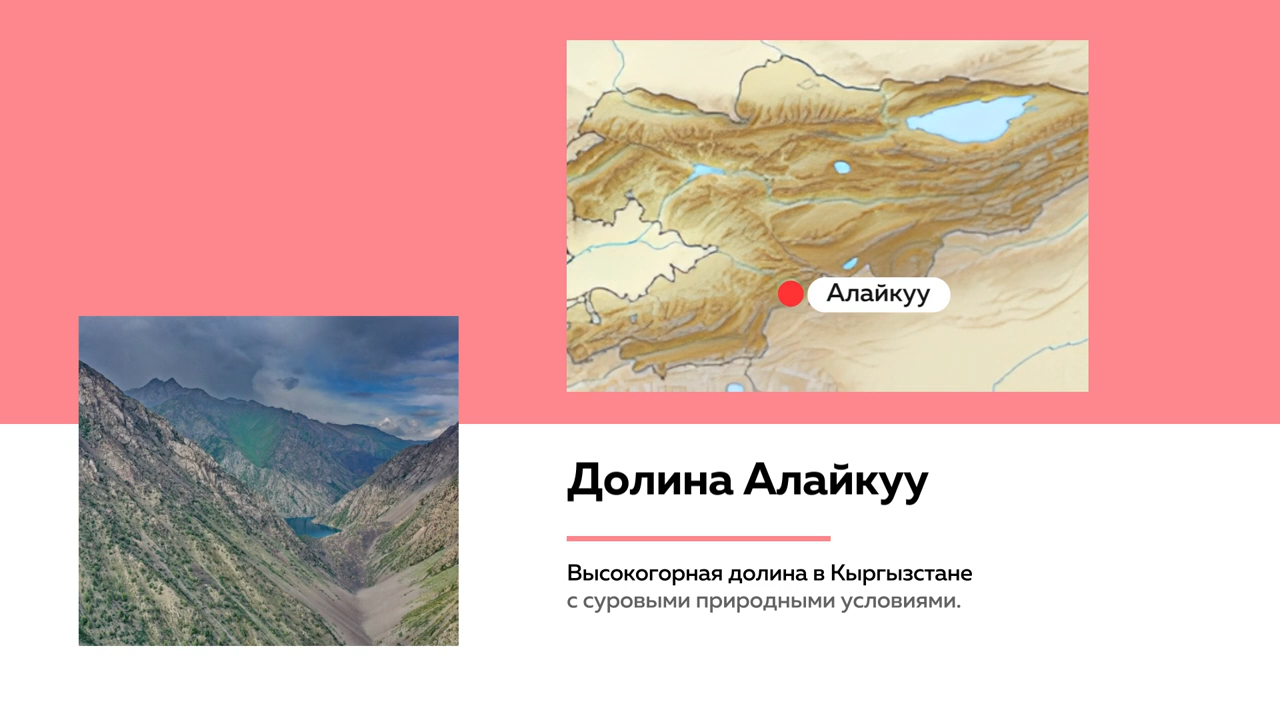 Алайкуу
Долина Алайкуу
Высокогорная долина в Кыргызстане
с суровыми природными условиями.